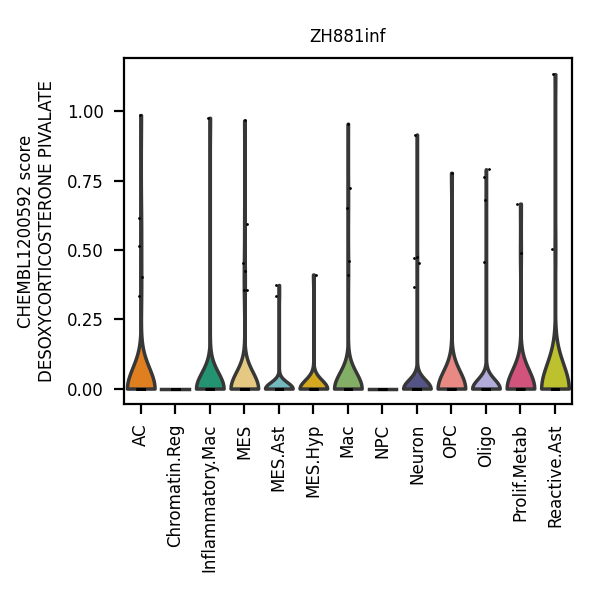 ZH881inf
CHEMBL1200592 score
DESOXYCORTICOSTERONE PIVALATE
1.00
0.75
0.50
0.25
0.00
AC
Chromatin.Reg
Inflammatory.Mac
MES
MES.Ast
MES.Hyp
Mac
NPC
Neuron
OPC
Oligo
Prolif.Metab
Reactive.Ast